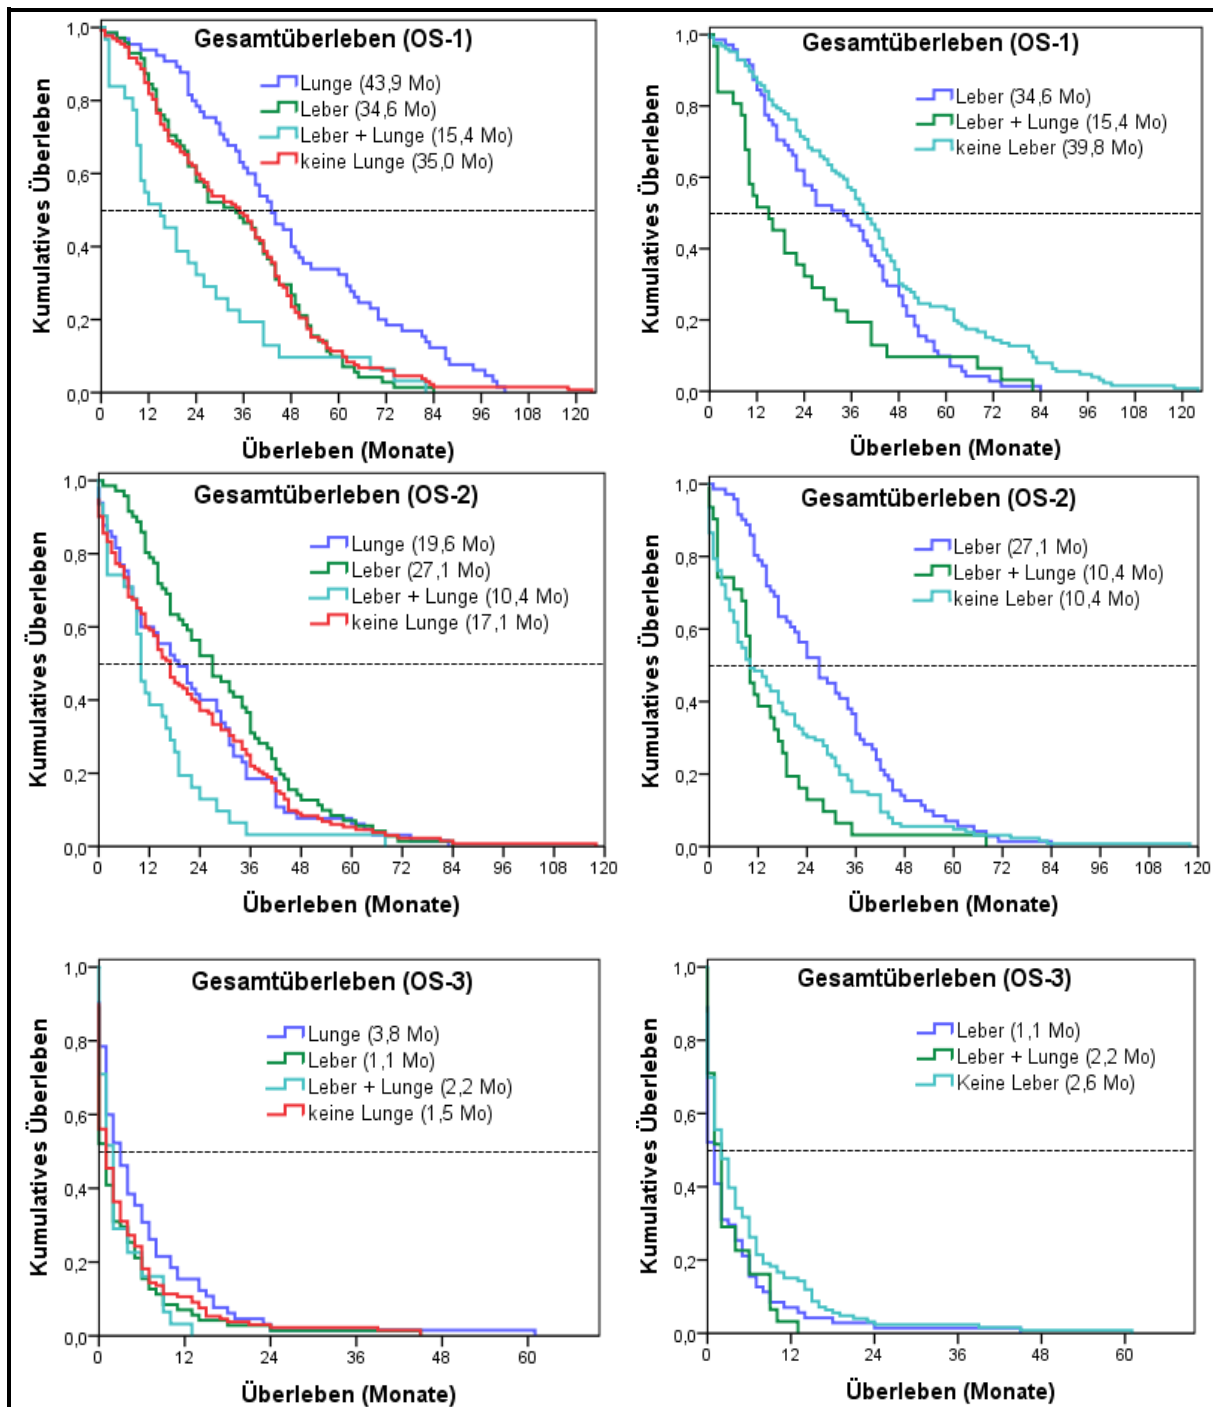 Gesamtüberleben (OS-1)
Lunge (43,9 Mo)
Leber (34,6 Mo)
Leber + Lunge (15,4 Mo)
keine Lunge (35,0 Mo)
Kumulatives Überleben
1,0
0,8
0,6
0,4
0,2
0,0
0 12 24 36 48 60 72 84 96 108 120
Überleben (Monate)
Gesamtüberleben (OS-1)
Leber (34,6 Mo)
Leber + Lunge (15,4 Mo)
keine Leber (39,8 Mo)
Kumulatives Überleben
1,0
0,8
0,6
0,4
0,2
0,0
0 12 24 36 48 60 72 84 96 108 120
Überleben (Monate)
Gesamtüberleben (OS-2)
Lunge (19,6 Mo)
Leber (27,1 Mo)
Leber + Lunge (10,4 Mo)
keine Lunge (17,1 Mo)
Kumulatives Überleben
1,0
0,8
0,6
0,4
0,2
0,0
0 12 24 36 48 60 72 84 96 108 120
Überleben (Monate)
Gesamtüberleben (OS-2)
Leber (27,1 Mo)
Leber + Lunge (10,4 Mo)
keine Leber (10,4 Mo)
Kumulatives Überleben
1,0
0,8
0,6
0,4
0,2
0,0
0 12 24 36 48 60 72 84 96 108 120
Überleben (Monate)
Gesamtüberleben (OS-3)
Lunge (3,8 Mo)
Leber (1,1 Mo)
Leber + Lunge (2,2 Mo)
keine Lunge (1,5 Mo)
Kumulatives Überleben
1,0
0,8
0,6
0,4
0,2
0,0
0 12 24 36 48 60
Überleben (Monate)
Gesamtüberleben (OS-3)
Leber (1,1 Mo)
Leber + Lunge (2,2 Mo)
Keine Leber (2,6 Mo)
Kumulatives Überleben
1,0
0,8
0,6
0,4
0,2
0,0
0 12 24 36 48 60
Überleben (Monate)